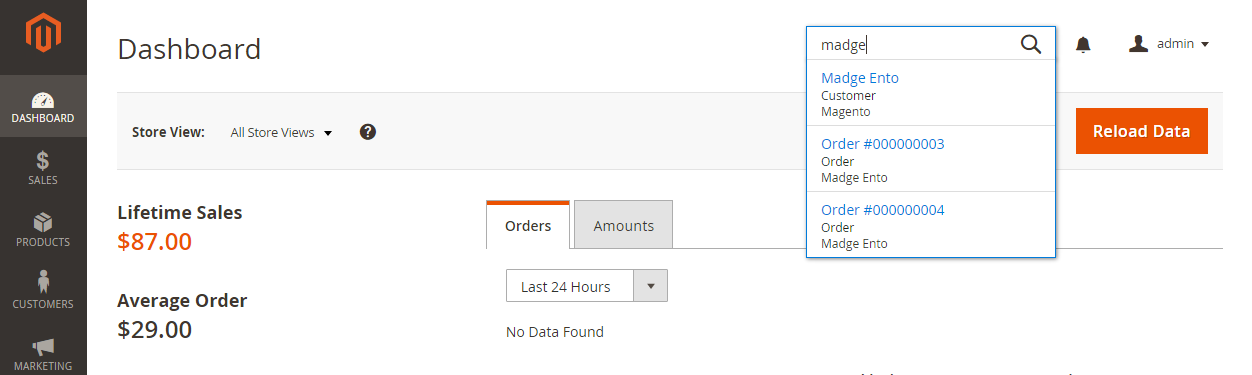 DASHBOARD
SALES
PRODUCTS
CUSTOMERS
MARKETING
Dashboard
madge
admin
Madge Ento
Customer
Magento
Order #000000003
Order
Madge Ento
Order #000000004
Order
Madge Ento
Store View: All Store Views ?
Reload Data
Lifetime Sales
$87.00
Average Order
$29.00
Orders Amounts
Last 24 Hours
No Data Found